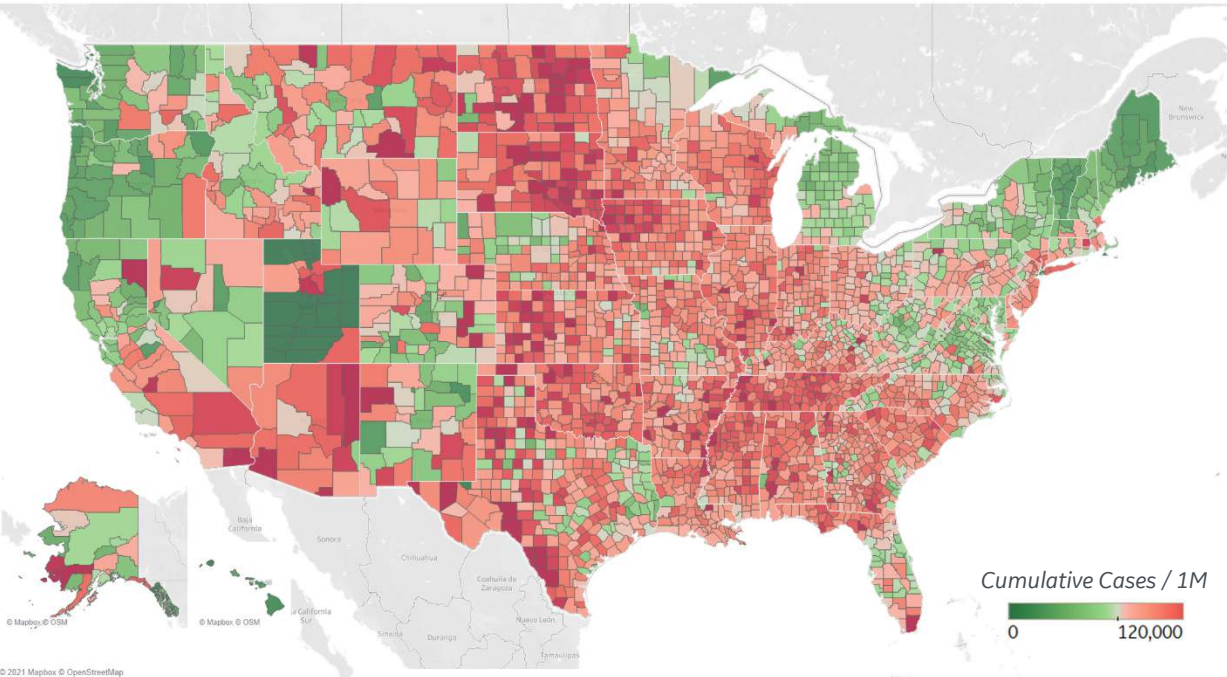 New
Brunswick
Baja
California
Sonora
Chihuahua
Coahuila de
Zaragoza
Nuevo León
Sinaloa
Durango
Tamaulipas
a California
Sur
© Mapbox © OSM
© Mapbox © OSM
Cumulative Cases / 1M
0
120,000
© 2021 Mapbox © OpenStreetMap